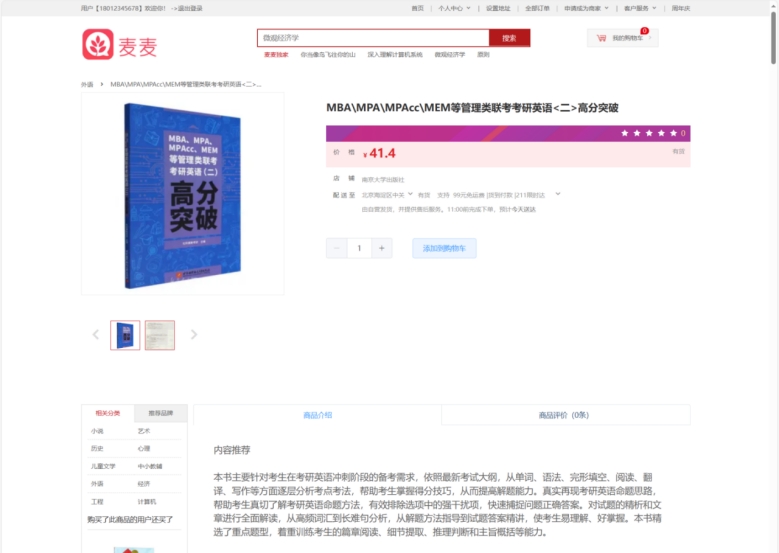 用户【18012345678】欢迎您! ->退出登录
首页 | 个人中心 | 设置地址 | 全部订单 | 申请成为商家 | 客户服务 | 周年庆
麦麦
微观经济学 搜索
我的购物车 0
麦麦独家 你当像鸟飞往你的山 深入理解计算机系统 微观经济学 原则
外语 > MBA\MPA\MPAcc\MEM等管理类联考考研英语<二>...
MBA\MPA\MPAcc\MEM等管理类联考考研英语<二>高分突破
MBA、MPA、
MPAcc、MEM
等管理类联考
考研英语(二)
高分
突破
0
价 格 ¥ 41.4 有货
店 铺 南京大学出版社
配 送 至 北京海淀区中关 有货 支持 99元免运费 |货到付款 |211限时达
由自营发货,并提供售后服务。11:00前完成下单,预计今天送达
− 1 + 添加到购物车
相关分类 推荐品牌
商品介绍 商品评价(0条)
小说 艺术
历史 心理
儿童文学 中小教辅
外语 经济
工程 计算机
购买了此商品的用户还买了
内容推荐
本书主要针对考生在考研英语冲刺阶段的备考需求,依照最新考试大纲,从单词、语法、完形填空、阅读、翻
译、写作等方面逐层分析考点考法,帮助考生掌握得分技巧,从而提高解题能力。真实再现考研英语命题思路,
帮助考生真切了解考研英语命题方法,有效排除选项中的强干扰项,快速捕捉问题正确答案。对试题的精析和文
章进行全面解读,从高频词汇到长难句分析,从解题方法指导到试题答案精讲,使考生易理解、好掌握。本书精
选了重点题型,着重训练考生的篇章阅读、细节提取、推理判断和主旨概括等能力。